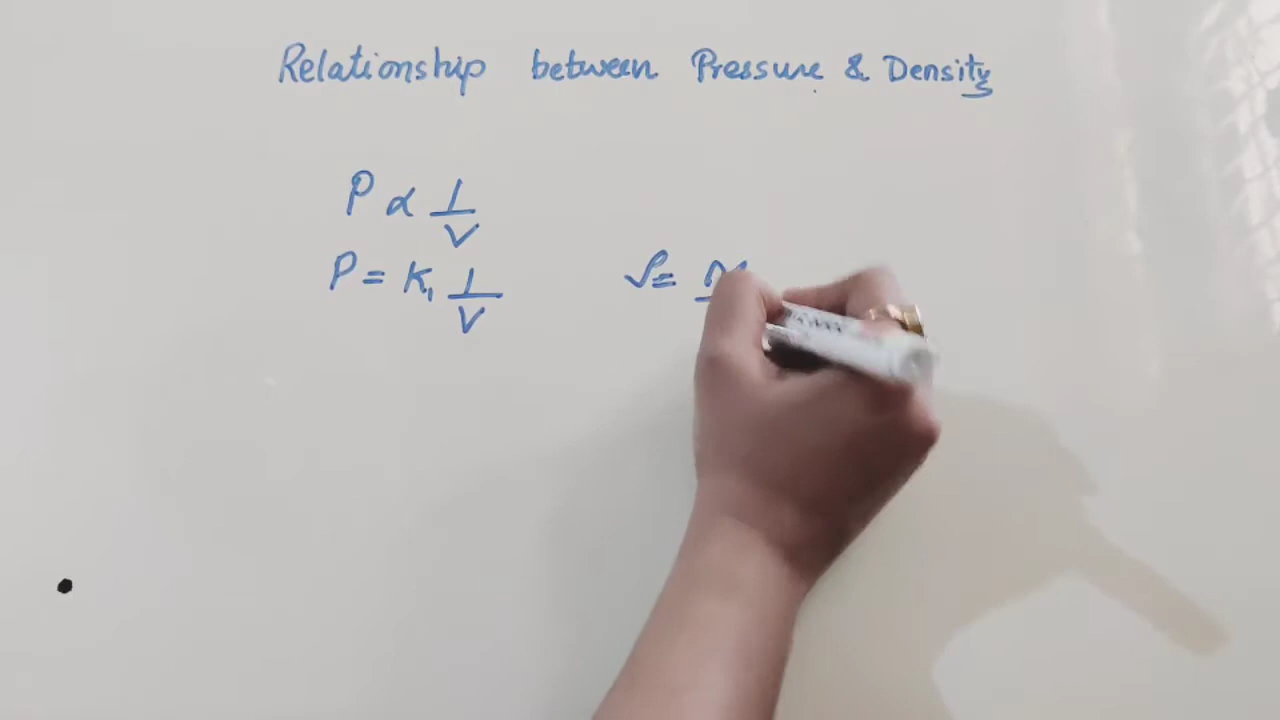 Relationship between Pressure & Density
P ∝ 1/V
P = K₁ 1/V
ρ =